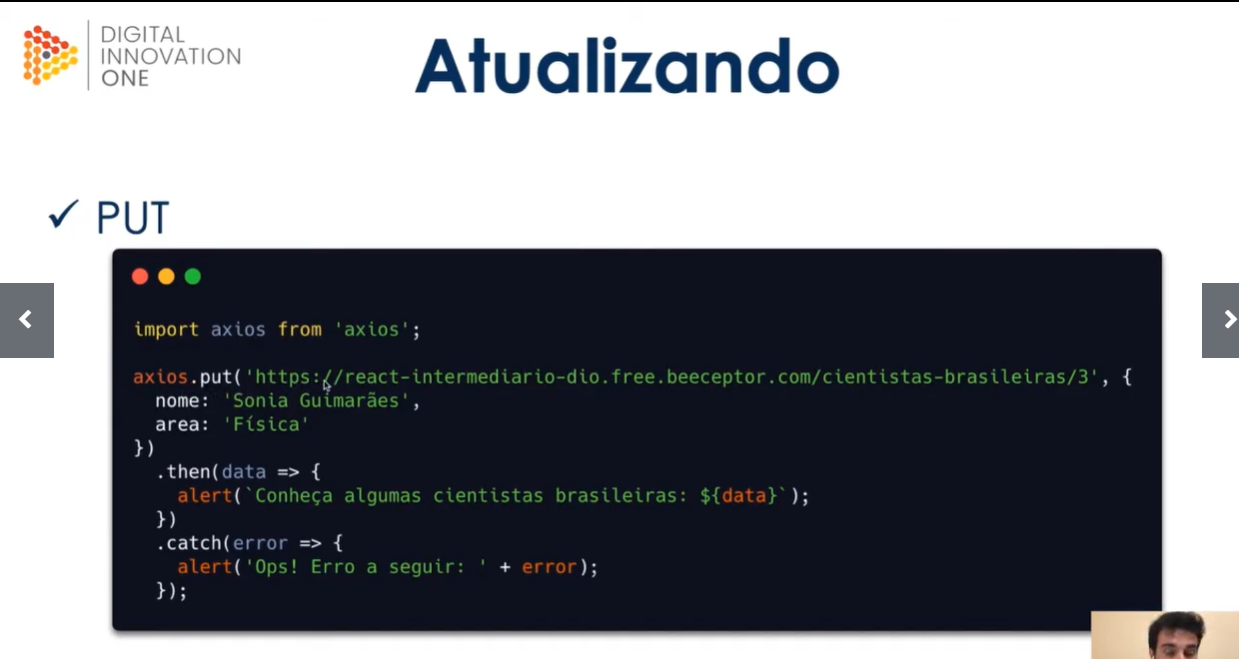 DIGITAL
INNOVATION
ONE
Atualizando
✓ PUT
import axios from 'axios';
axios.put('https://react-intermediario-dio.free.beeceptor.com/cientistas-brasileiras/3', {
  nome: 'Sonia Guimarães',
  area: 'Física'
})
  .then(data => {
    alert(`Conheça algumas cientistas brasileiras: ${data}`);
  })
  .catch(error => {
    alert('Ops! Erro a seguir: ' + error);
  });